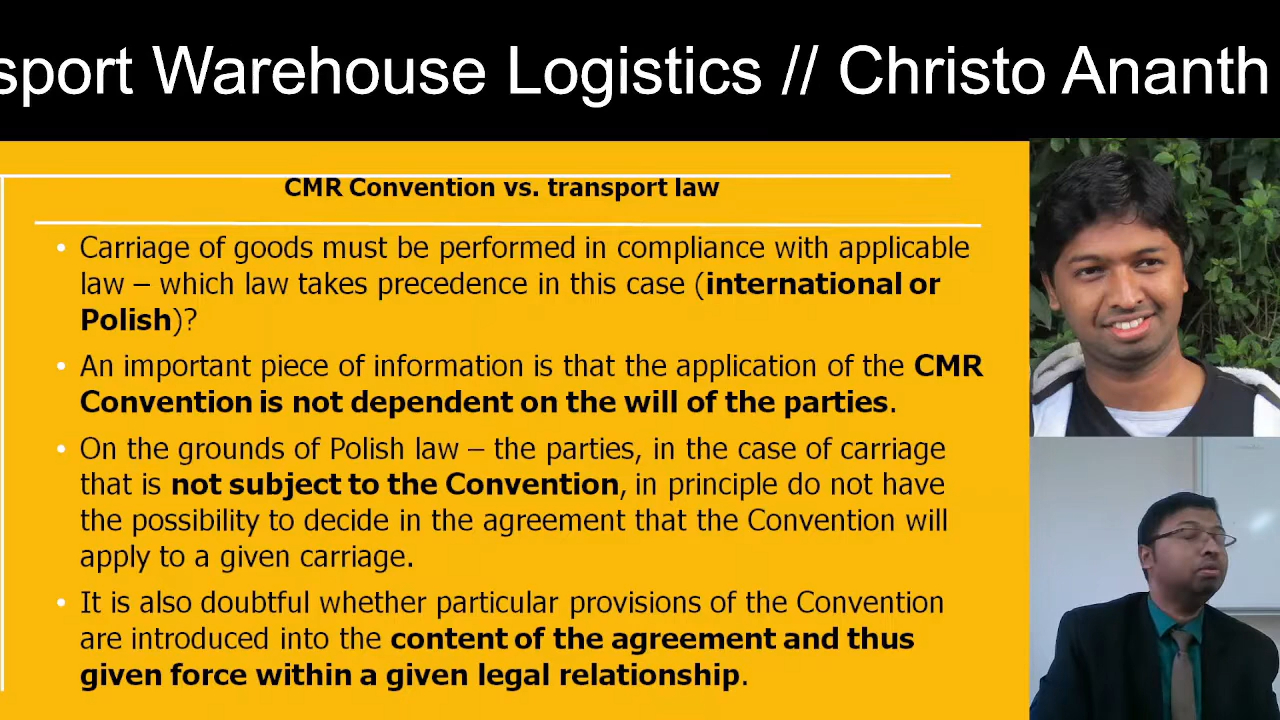 sport Warehouse Logistics // Christo Ananth
CMR Convention vs. transport law
• Carriage of goods must be performed in compliance with applicable
law – which law takes precedence in this case (international or
Polish)?
• An important piece of information is that the application of the CMR
Convention is not dependent on the will of the parties.
• On the grounds of Polish law – the parties, in the case of carriage
that is not subject to the Convention, in principle do not have
the possibility to decide in the agreement that the Convention will
apply to a given carriage.
• It is also doubtful whether particular provisions of the Convention
are introduced into the content of the agreement and thus
given force within a given legal relationship.